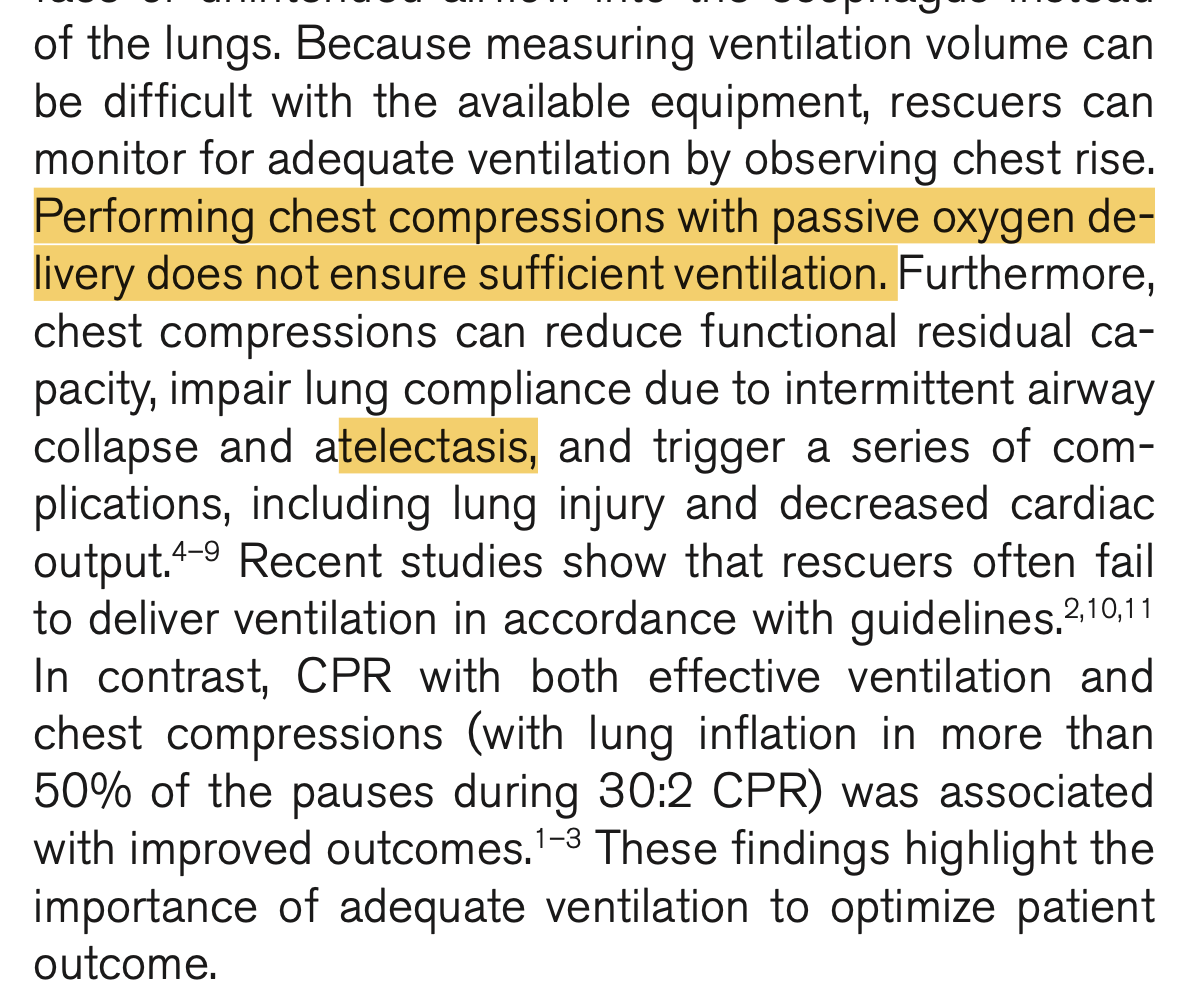 of the lungs. Because measuring ventilation volume can
be difficult with the available equipment, rescuers can
monitor for adequate ventilation by observing chest rise.
Performing chest compressions with passive oxygen de-
livery does not ensure sufficient ventilation. Furthermore,
chest compressions can reduce functional residual ca-
pacity, impair lung compliance due to intermittent airway
collapse and atelectasis, and trigger a series of com-
plications, including lung injury and decreased cardiac
output.4–9 Recent studies show that rescuers often fail
to deliver ventilation in accordance with guidelines.2,10,11
In contrast, CPR with both effective ventilation and
chest compressions (with lung inflation in more than
50% of the pauses during 30:2 CPR) was associated
with improved outcomes.1–3 These findings highlight the
importance of adequate ventilation to optimize patient
outcome.